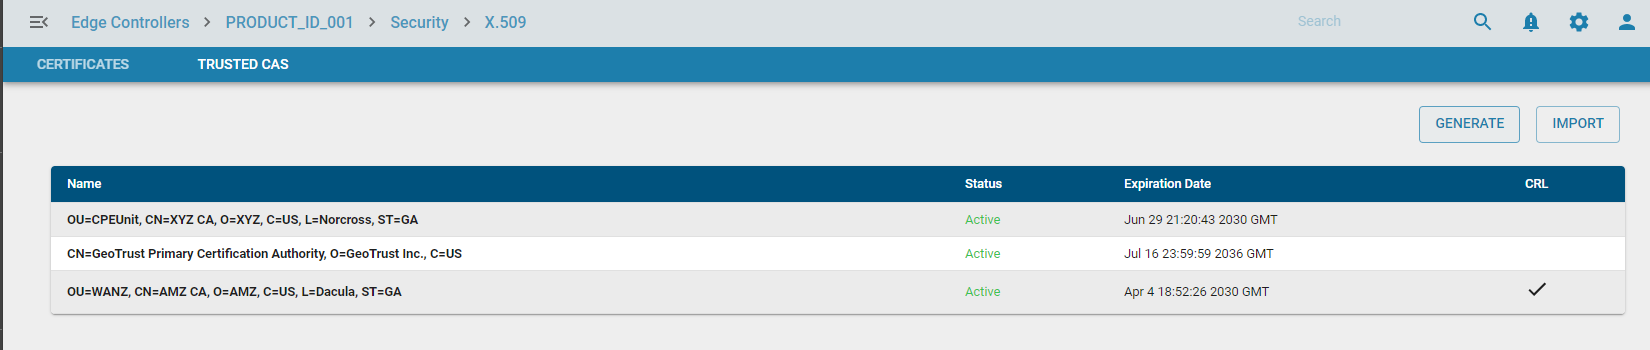 Edge Controllers > PRODUCT_ID_001 > Security > X.509 Search
CERTIFICATES TRUSTED CAS
GENERATE IMPORT
Name Status Expiration Date CRL
OU=CPEUnit, CN=XYZ CA, O=XYZ, C=US, L=Norcross, ST=GA Active Jun 29 21:20:43 2030 GMT
CN=GeoTrust Primary Certification Authority, O=GeoTrust Inc., C=US Active Jul 16 23:59:59 2036 GMT
OU=WANZ, CN=AMZ CA, O=AMZ, C=US, L=Dacula, ST=GA Active Apr 4 18:52:26 2030 GMT ✓